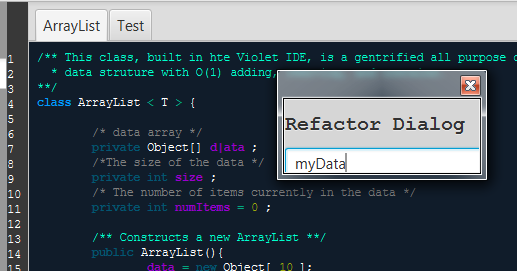 ArrayList Test
1 /** This class, built in hte Violet IDE, is a gentrified all purpose
2 * data struture with O(1) adding,
3 **/
4 class ArrayList < T > {
5
6 /* data array */
7 private Object[] d|ata ;
8 /*The size of the data */
9 private int size ;
10 /* The number of items currently in the data */
11 private int numItems = 0 ;
12
13 /** Constructs a new ArrayList **/
14 public ArrayList(){
15 data = new Object[ 10 ];
Refactor Dialog
myData